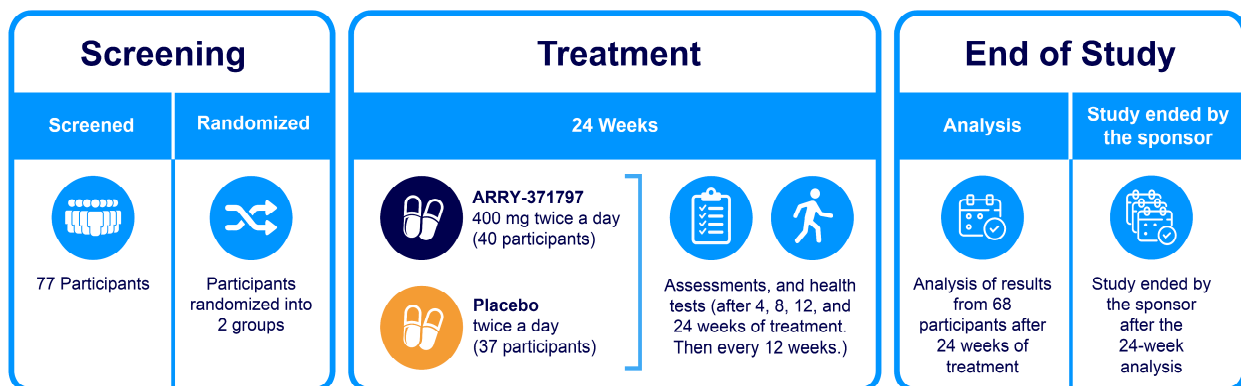 Screening
Screened
Randomized
77 Participants
Participants
randomized into
2 groups
Treatment
24 Weeks
ARRY-371797
400 mg twice a day
(40 participants)
Placebo
twice a day
(37 participants)
Assessments, and health
tests (after 4, 8, 12, and
24 weeks of treatment.
Then every 12 weeks.)
End of Study
Analysis
Study ended by
the sponsor
Analysis of results
from 68
participants after
24 weeks of
treatment
Study ended by
the sponsor
after the
24-week
analysis